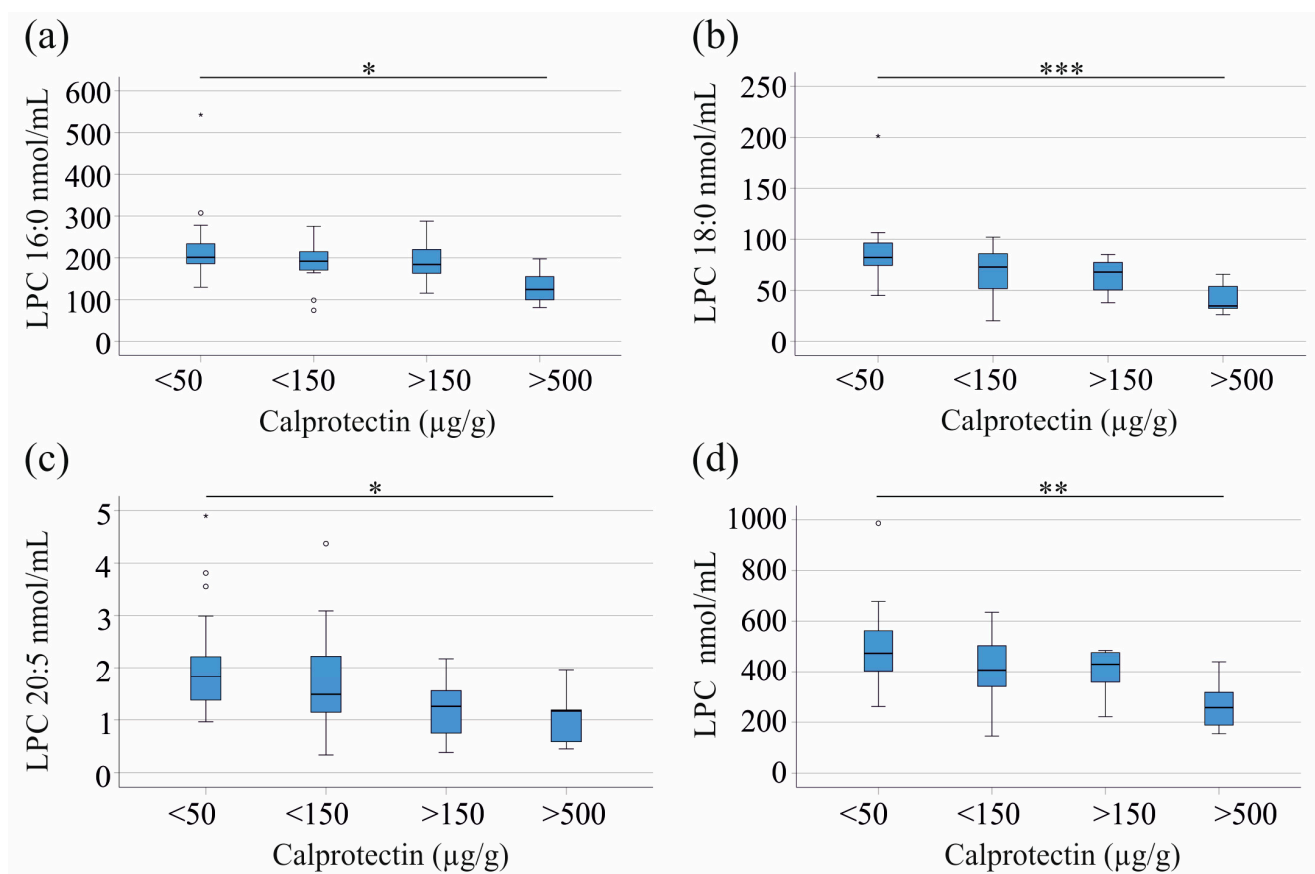 (a)
*
LPC 16:0 nmol/mL
600
500
400
300
200
100
0
<50 <150 >150 >500
Calprotectin (µg/g)
(b)
***
LPC 18:0 nmol/mL
250
200
150
100
50
0
<50 <150 >150 >500
Calprotectin (µg/g)
(c)
*
LPC 20:5 nmol/mL
5
4
3
2
1
0
<50 <150 >150 >500
Calprotectin (µg/g)
(d)
**
LPC nmol/mL
1000
800
600
400
200
0
<50 <150 >150 >500
Calprotectin (µg/g)